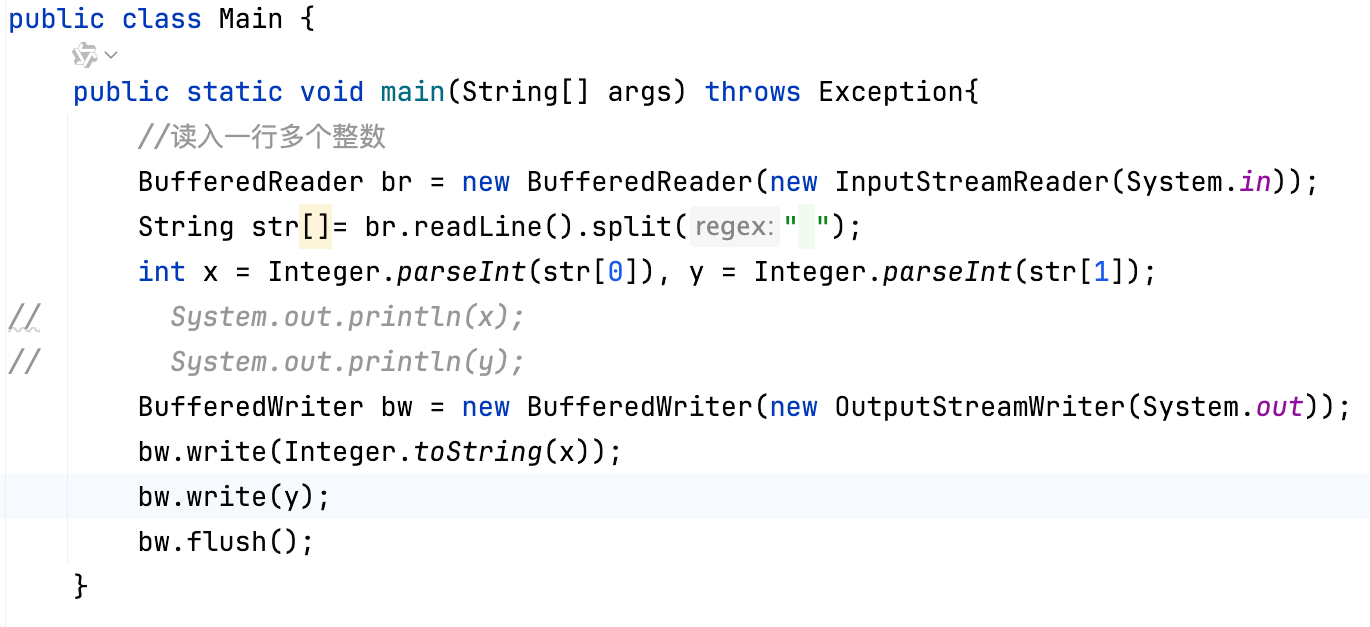 public class Main {
public static void main(String[] args) throws Exception{
//读入一行多个整数
BufferedReader br = new BufferedReader(new InputStreamReader(System.in));
String str[]= br.readLine().split( regex: " ");
int x = Integer.parseInt(str[0]), y = Integer.parseInt(str[1]);
// System.out.println(x);
// System.out.println(y);
BufferedWriter bw = new BufferedWriter(new OutputStreamWriter(System.out));
bw.write(Integer.toString(x));
bw.write(y);
bw.flush();
}